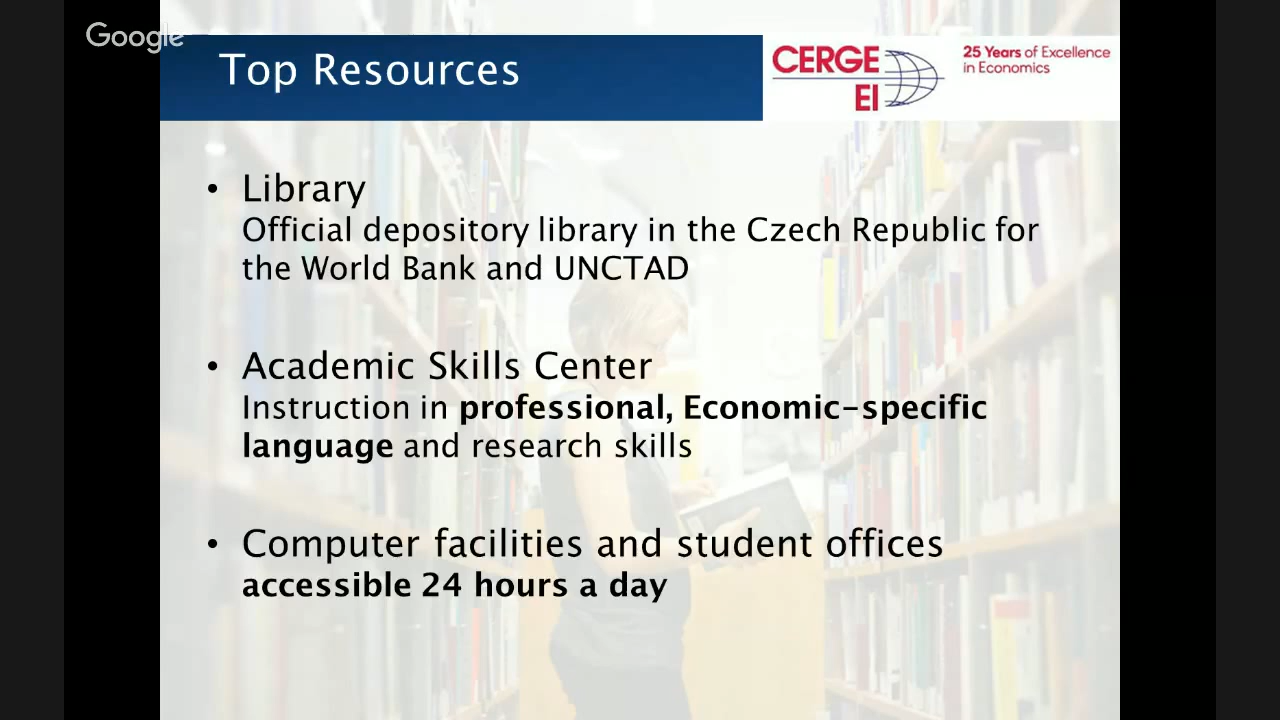 Google
Top Resources
CERGE
EI
25 Years of Excellence
in Economics
• Library
Official depository library in the Czech Republic for
the World Bank and UNCTAD
• Academic Skills Center
Instruction in professional, Economic-specific
language and research skills
• Computer facilities and student offices
accessible 24 hours a day